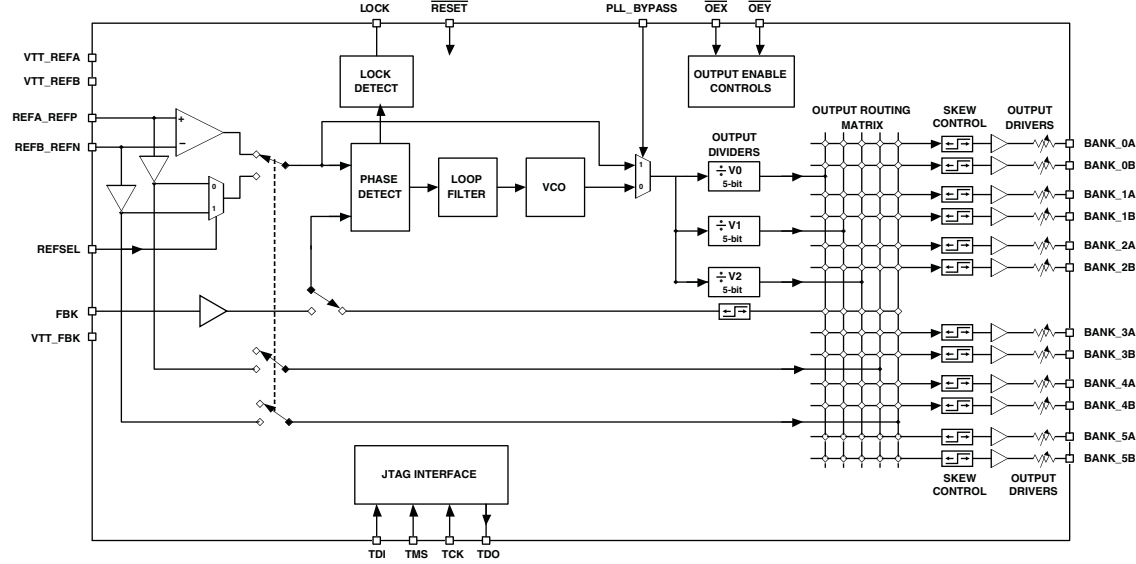 LOCK
RESET
PLL_BYPASS
OEX
OEY
VTT_REFA
VTT_REFB
REFA_REFP
REFB_REFN
REFSEL
FBK
VTT_FBK
+
−
0
1
LOCK
DETECT
PHASE
DETECT
LOOP
FILTER
VCO
1
0
OUTPUT ENABLE
CONTROLS
OUTPUT
DIVIDERS
÷ V0
5-bit
÷ V1
5-bit
÷ V2
5-bit
OUTPUT ROUTING
MATRIX
SKEW
CONTROL
OUTPUT
DRIVERS
BANK_0A
BANK_0B
BANK_1A
BANK_1B
BANK_2A
BANK_2B
BANK_3A
BANK_3B
BANK_4A
BANK_4B
BANK_5A
BANK_5B
SKEW
CONTROL
OUTPUT
DRIVERS
JTAG INTERFACE
TDI
TMS
TCK
TDO